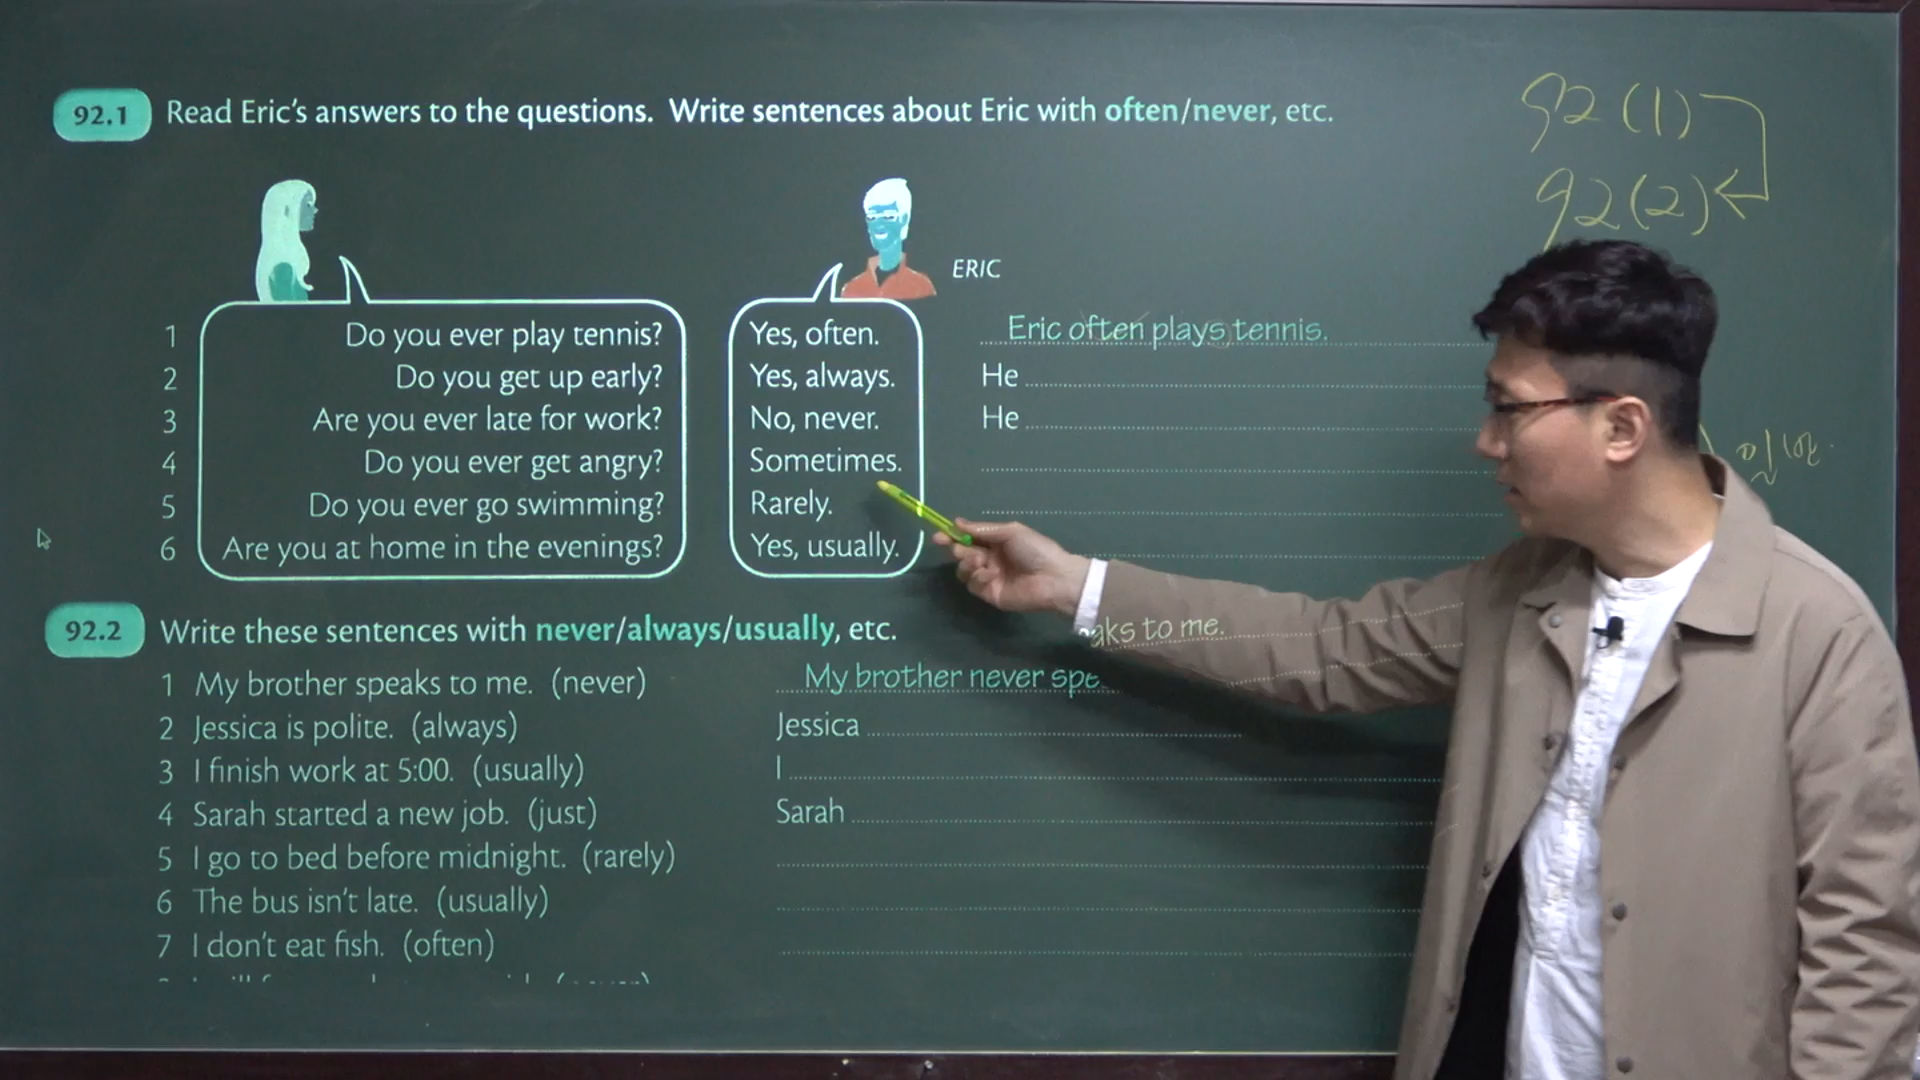 92.1 Read Eric's answers to the questions. Write sentences about Eric with often/never, etc.
92 (1)
92 (2)
ERIC
1 Do you ever play tennis? Yes, often. Eric often plays tennis.
2 Do you get up early? Yes, always. He
3 Are you ever late for work? No, never. He
4 Do you ever get angry? Sometimes.
5 Do you ever go swimming? Rarely.
6 Are you at home in the evenings? Yes, usually.
92.2 Write these sentences with never/always/usually, etc.
1 My brother speaks to me. (never) My brother never speaks to me.
2 Jessica is polite. (always) Jessica
3 I finish work at 5:00. (usually) I
4 Sarah started a new job. (just) Sarah
5 I go to bed before midnight. (rarely)
6 The bus isn't late. (usually)
7 I don't eat fish. (often)